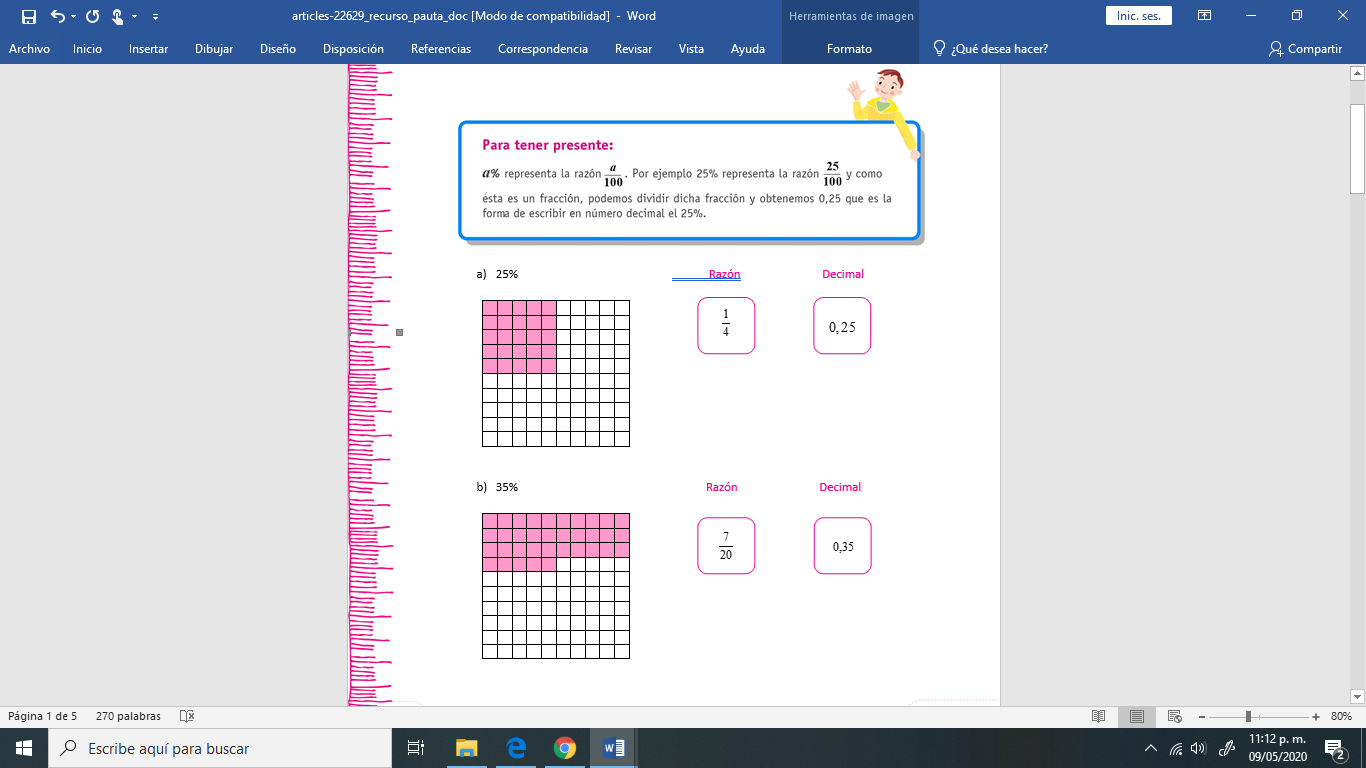 articles-22629_recurso_pauta_doc [Modo de compatibilidad] - Word
Herramientas de imagen
Inic. ses.
Archivo Inicio Insertar Dibujar Diseño Disposición Referencias Correspondencia Revisar Vista Ayuda Formato ¿Qué desea hacer? Compartir
Para tener presente:
a% representa la razón a/100. Por ejemplo 25% representa la razón 25/100 y como
ésta es un fracción, podemos dividir dicha fracción y obtenemos 0,25 que es la
forma de escribir en número decimal el 25%.
a) 25% Razón Decimal
1/4 0,25
b) 35% Razón Decimal
7/20 0,35
Página 1 de 5 270 palabras 80%
Escribe aquí para buscar
11:12 p. m.
09/05/2020
2